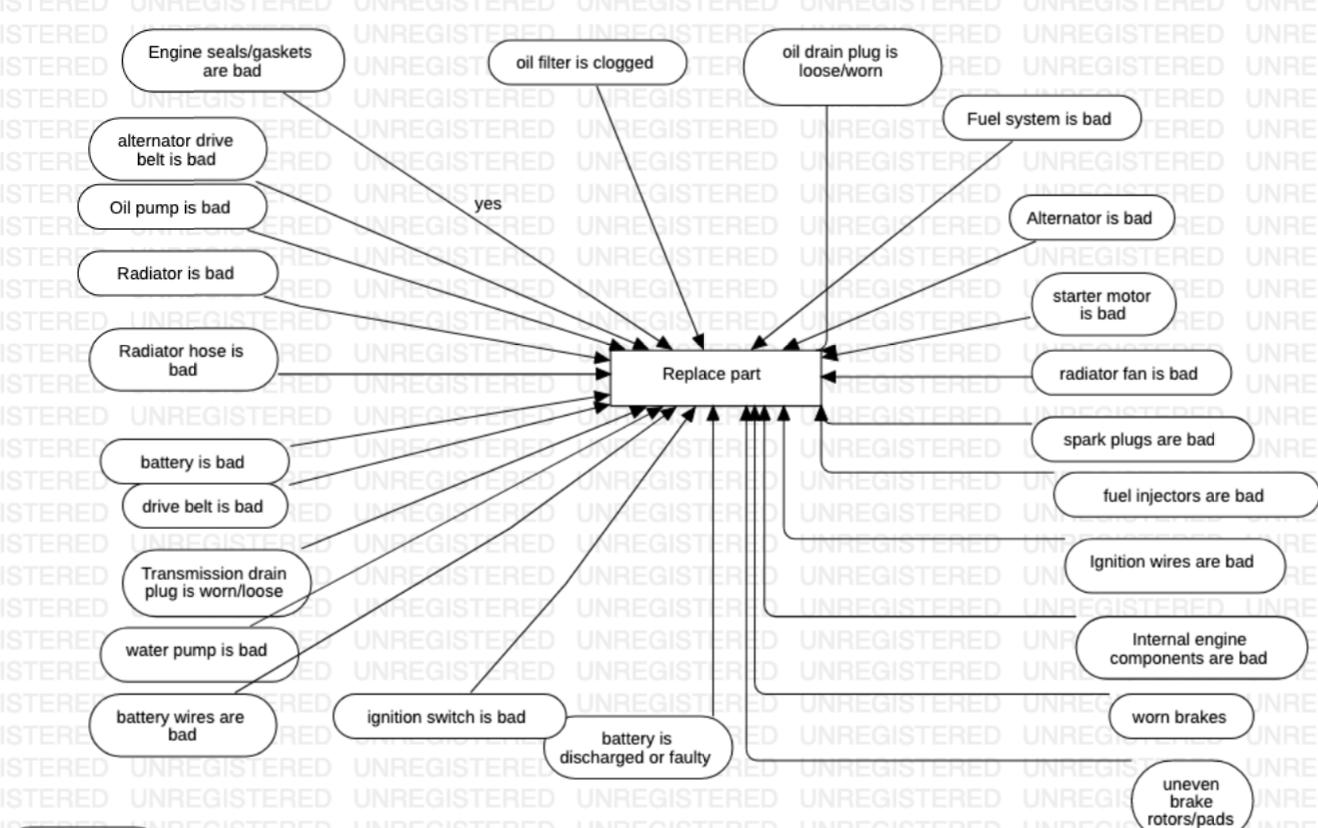 Engine seals/gaskets
are bad
oil filter is clogged
oil drain plug is
loose/worn
Fuel system is bad
alternator drive
belt is bad
Oil pump is bad
yes
Alternator is bad
Radiator is bad
starter motor
is bad
Radiator hose is
bad
Replace part
radiator fan is bad
spark plugs are bad
battery is bad
drive belt is bad
fuel injectors are bad
Ignition wires are bad
Transmission drain
plug is worn/loose
water pump is bad
Internal engine
components are bad
battery wires are
bad
ignition switch is bad
battery is
discharged or faulty
worn brakes
uneven
brake
rotors/pads
UNREGISTERED